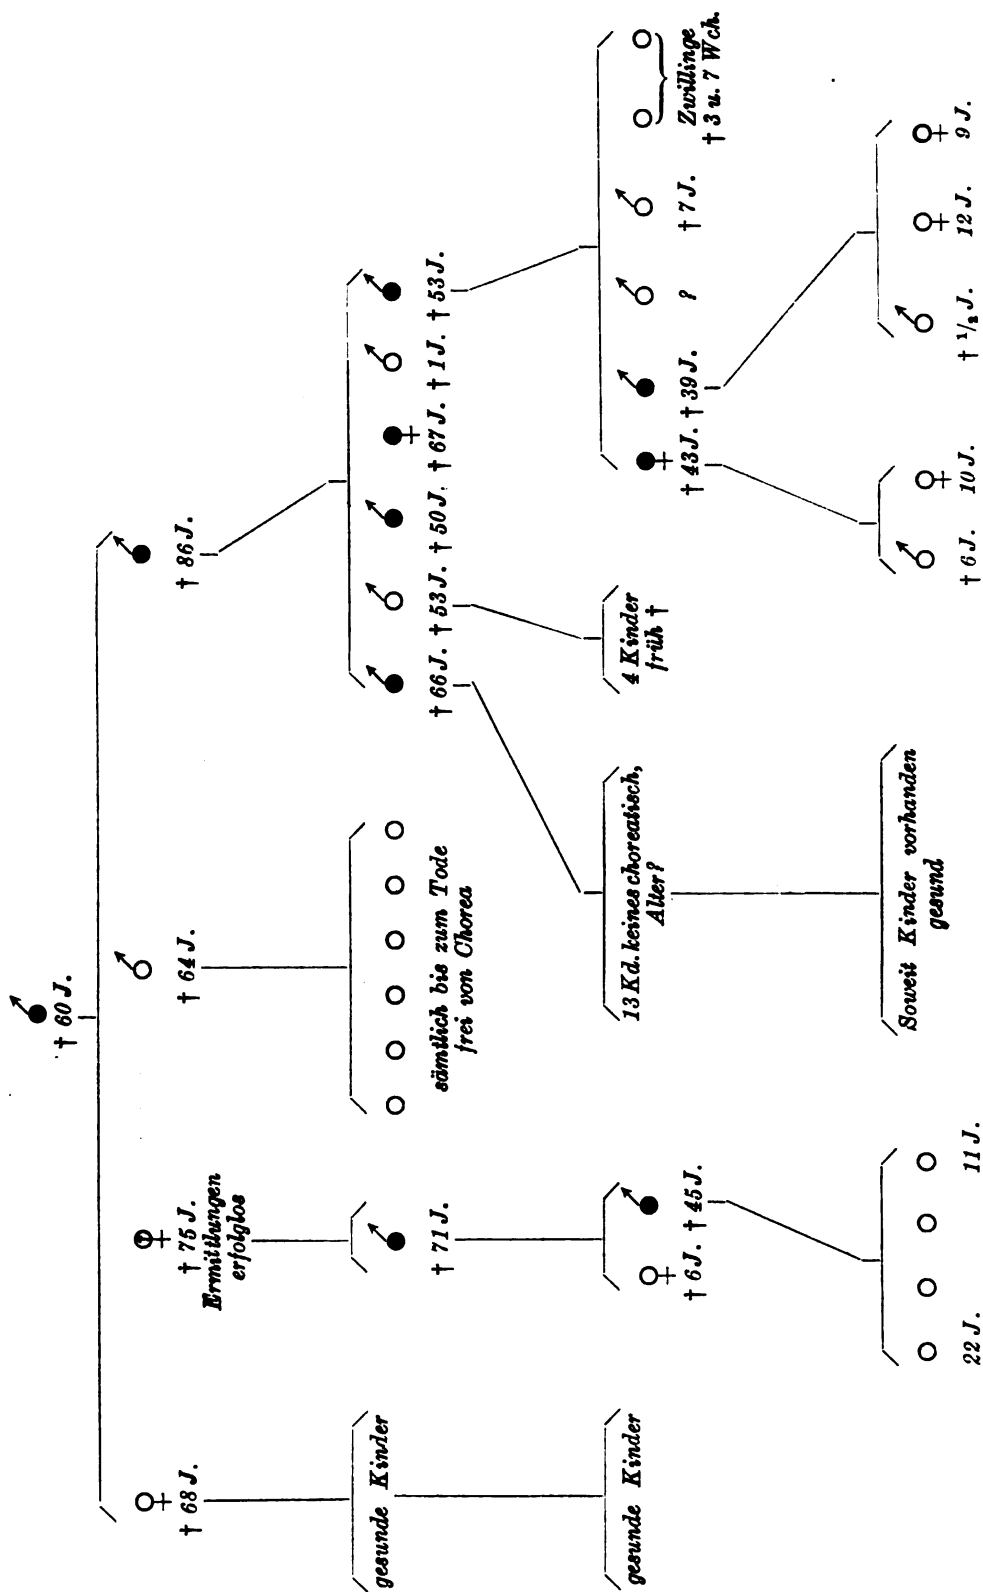 † 60 J.
† 68 J.
† 75 J.
Ermittlungen
erfolglos
† 64 J.
† 86 J.
gesunde Kinder
† 71 J.
sämtlich bis zum Tode
frei von Chorea
† 66 J. † 53 J. † 50 J. † 67 J. † 1 J. † 53 J.
gesunde Kinder
† 6 J. † 45 J.
13 Kd. keines choreatisch,
Alter?
4 Kinder
früh †
† 43 J. † 39 J. ? † 7 J.
Zwillinge
† 3 u. 7 Wch.
22 J. 11 J.
Soweit Kinder vorhanden
gesund
† 6 J. 10 J.
† 1/2 J. 12 J. 9 J.